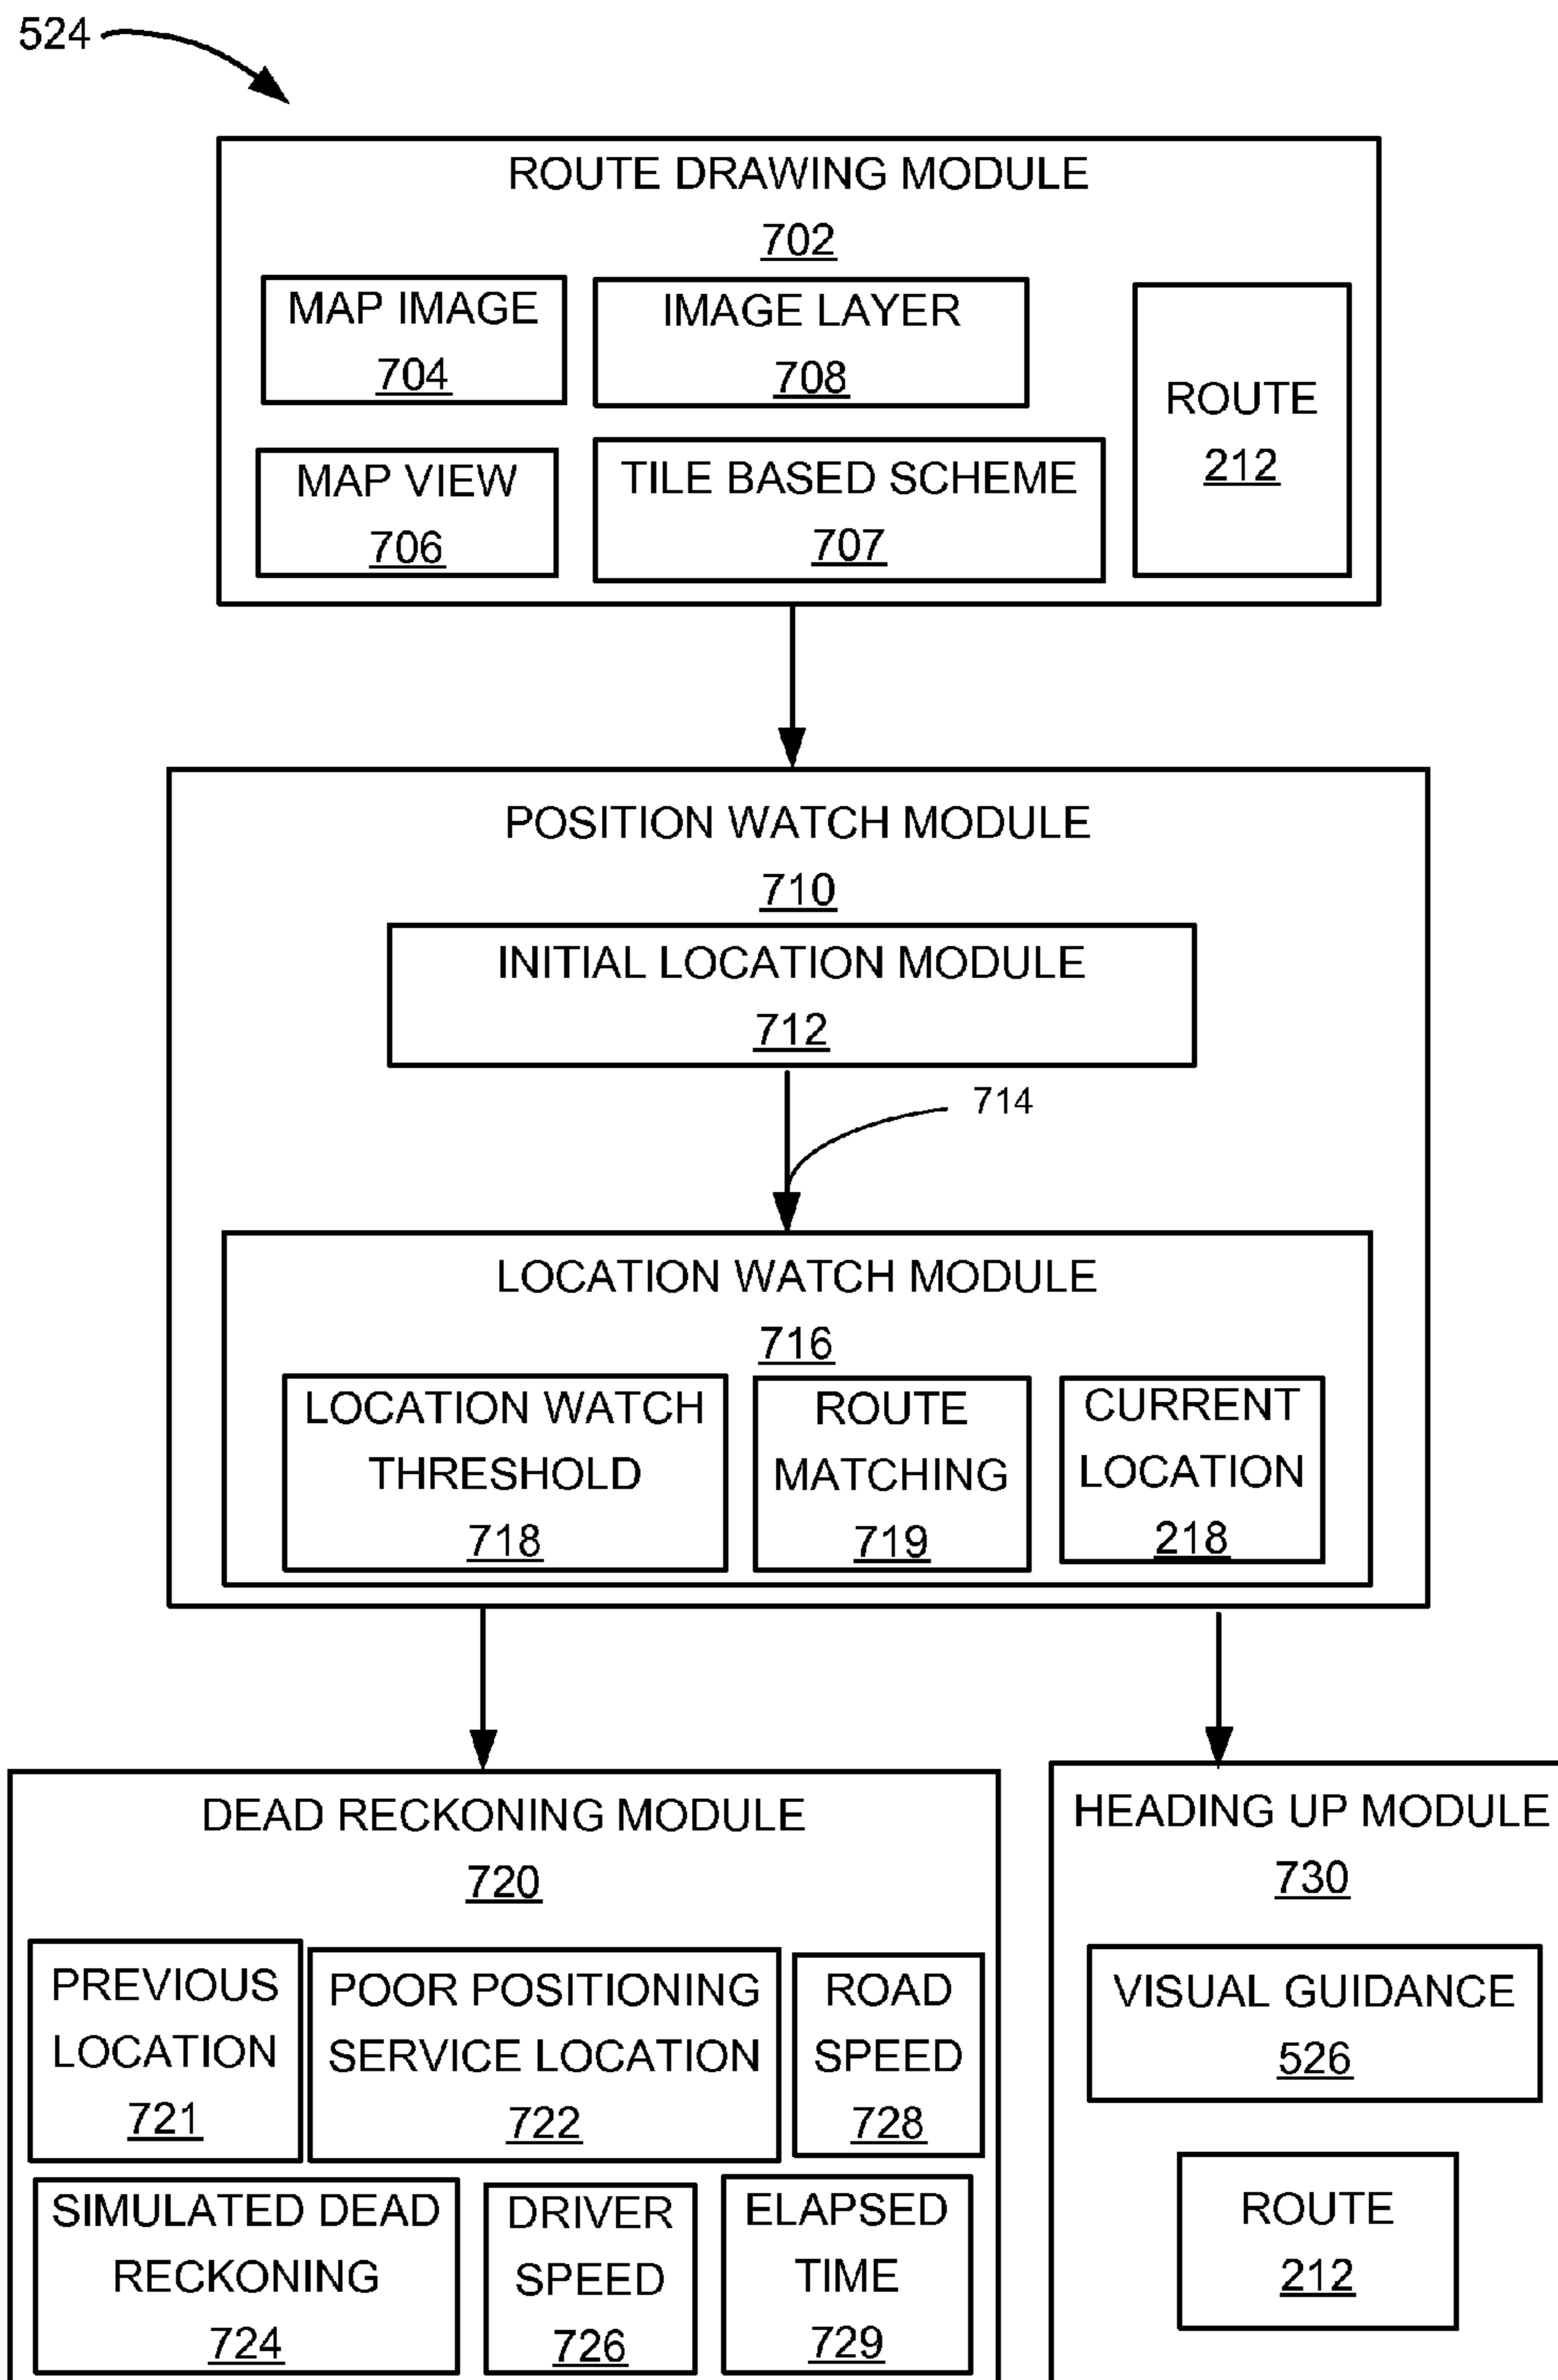 524
ROUTE DRAWING MODULE
702
MAP IMAGE
704
IMAGE LAYER
708
ROUTE
212
MAP VIEW
706
TILE BASED SCHEME
707
POSITION WATCH MODULE
710
INITIAL LOCATION MODULE
712
714
LOCATION WATCH MODULE
716
LOCATION WATCH
THRESHOLD
718
ROUTE
MATCHING
719
CURRENT
LOCATION
218
DEAD RECKONING MODULE
720
PREVIOUS
LOCATION
721
POOR POSITIONING
SERVICE LOCATION
722
ROAD
SPEED
728
SIMULATED DEAD
RECKONING
724
DRIVER
SPEED
726
ELAPSED
TIME
729
HEADING UP MODULE
730
VISUAL GUIDANCE
526
ROUTE
212